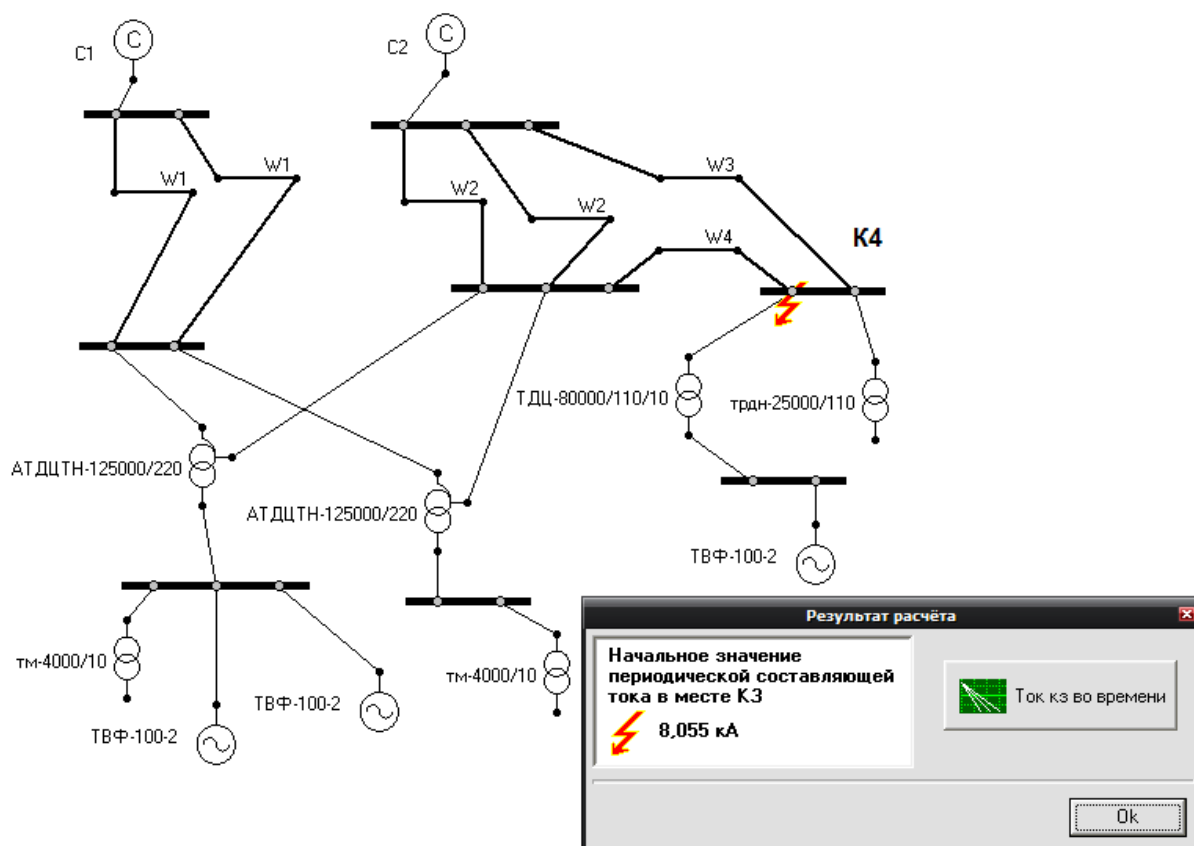 C
C1
C
C2
W1
W1
W2
W2
W3
W4
К4
ТДЦ-80000/110/10
трдн-25000/110
АТДЦТН-125000/220
АТДЦТН-125000/220
ТВФ-100-2
тм-4000/10
ТВФ-100-2
ТВФ-100-2
тм-4000/10
Результат расчёта
Начальное значение
периодической составляющей
тока в месте КЗ
8,055 кА
Ток кз во времени
Ok